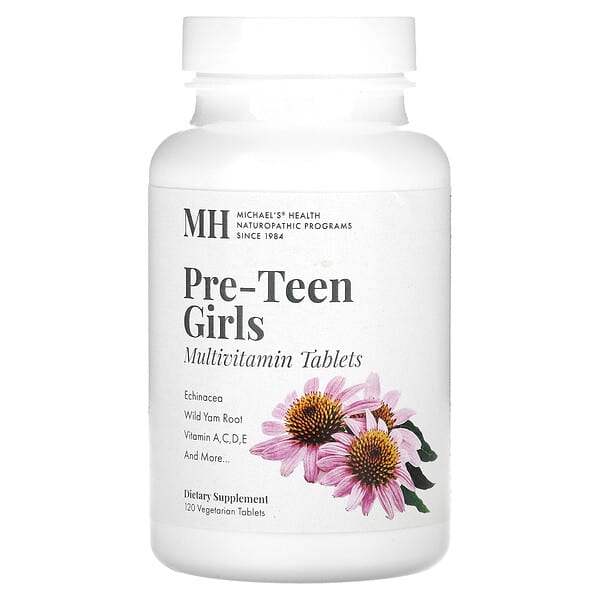 MH
MICHAEL'S® HEALTH
NATUROPATHIC PROGRAMS
SINCE 1984
Pre-Teen
Girls
Multivitamin Tablets
Echinacea
Wild Yam Root
Vitamin A,C,D,E
And More...
Dietary Supplement
120 Vegetarian Tablets